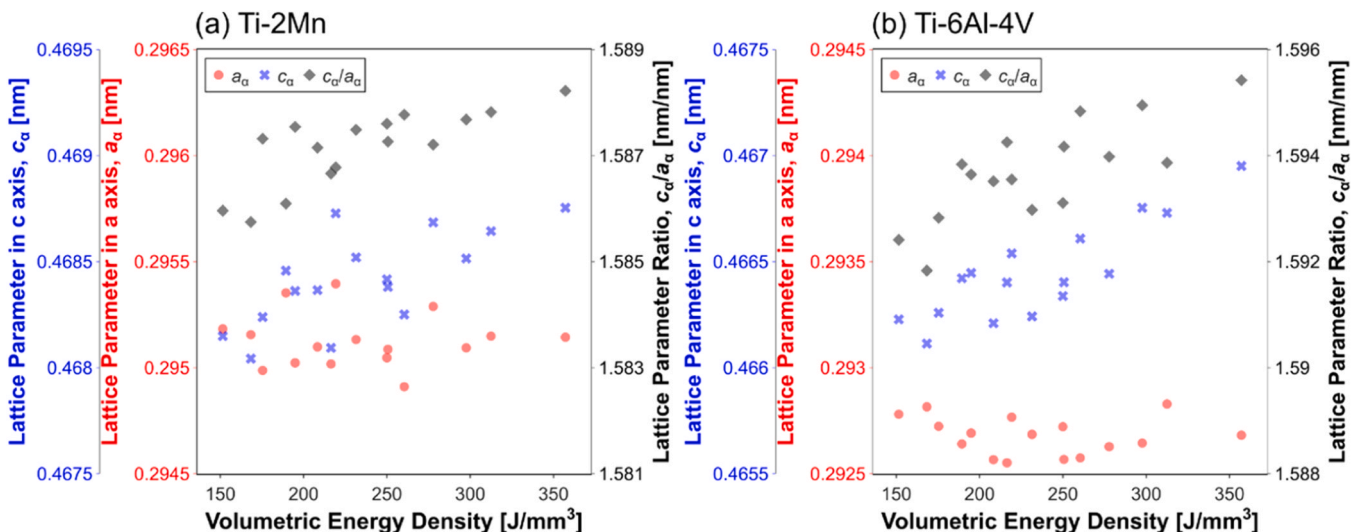 (a) Ti-2Mn
Lattice Parameter in c axis, cα [nm]
0.4695
0.469
0.4685
0.468
0.4675
Lattice Parameter in a axis, aα [nm]
0.2965
0.296
0.2955
0.295
0.2945
aα cα cα/aα
1.589
1.587
1.585
1.583
1.581
Lattice Parameter Ratio, cα/aα [nm/nm]
150 200 250 300 350
Volumetric Energy Density [J/mm³]
(b) Ti-6Al-4V
Lattice Parameter in c axis, cα [nm]
0.4675
0.467
0.4665
0.466
0.4655
Lattice Parameter in a axis, aα [nm]
0.2945
0.294
0.2935
0.293
0.2925
aα cα cα/aα
1.596
1.594
1.592
1.59
1.588
Lattice Parameter Ratio, cα/aα [nm/nm]
150 200 250 300 350
Volumetric Energy Density [J/mm³]